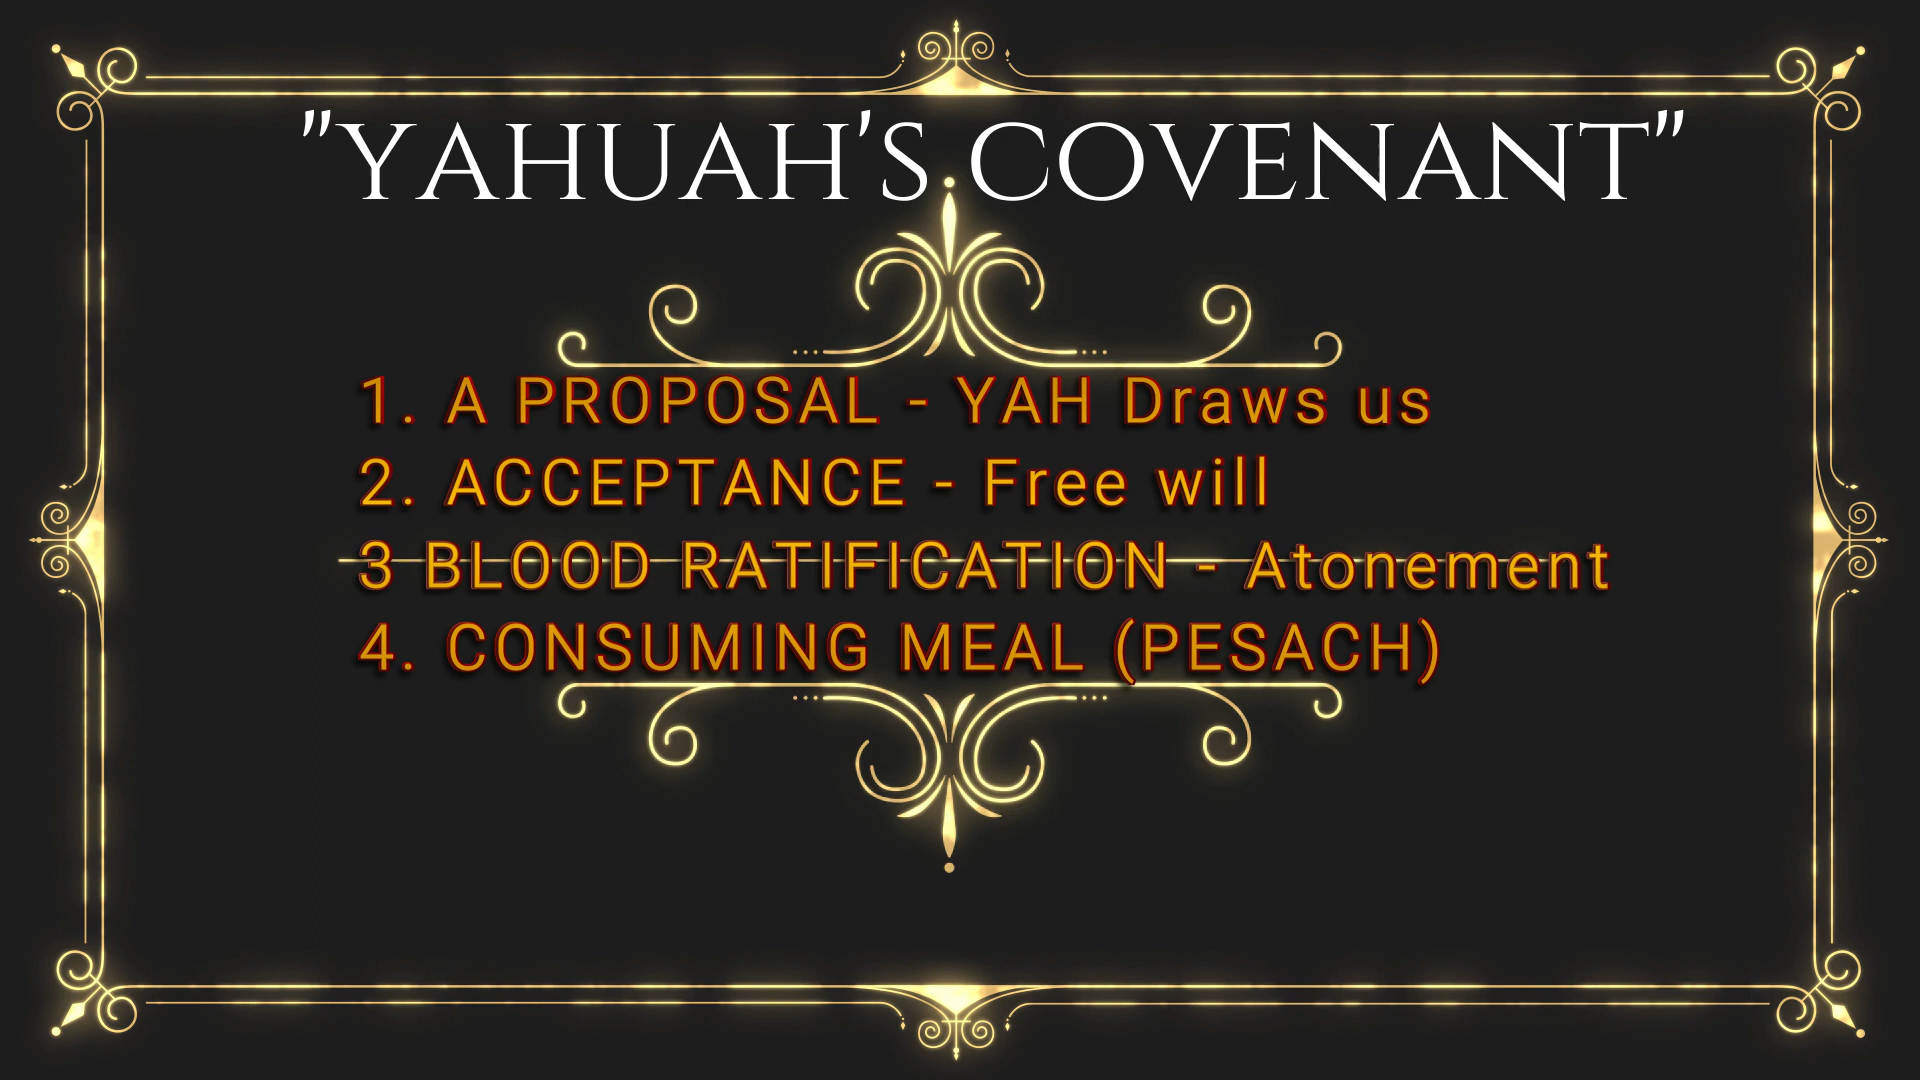 "YAHUAH'S COVENANT"
1. A PROPOSAL - YAH Draws us
2. ACCEPTANCE - Free will
3 BLOOD RATIFICATION - Atonement
4. CONSUMING MEAL (PESACH)